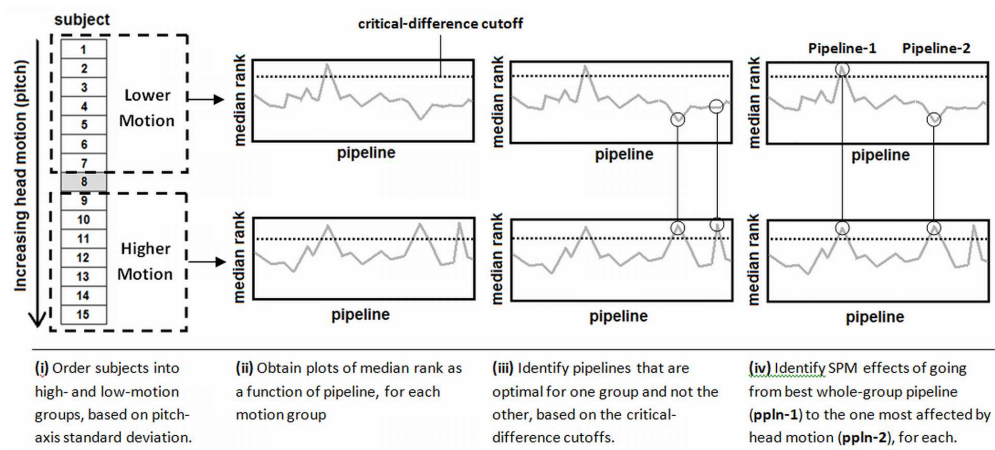 subject
critical-difference cutoff
Increasing head motion (pitch)
1
2
3
4
5
6
7
8
9
10
11
12
13
14
15
Lower
Motion
Higher
Motion
median rank
pipeline
median rank
pipeline
median rank
pipeline
median rank
pipeline
Pipeline-1 Pipeline-2
median rank
pipeline
median rank
pipeline
(i) Order subjects into
high- and low-motion
groups, based on pitch-
axis standard deviation.
(ii) Obtain plots of median rank as
a function of pipeline, for each
motion group
(iii) Identify pipelines that are
optimal for one group and not the
other, based on the critical-
difference cutoffs.
(iv) Identify SPM effects of going
from best whole-group pipeline
(ppln-1) to the one most affected by
head motion (ppln-2), for each.